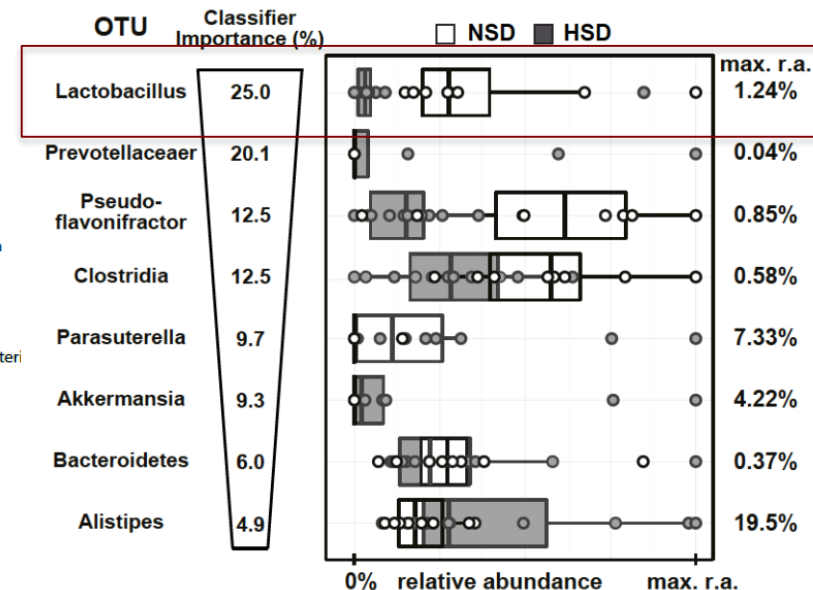 OTU
Classifier
Importance (%)
NSD HSD
max. r.a.
Lactobacillus 25.0 1.24%
Prevotellaceaer 20.1 0.04%
Pseudo-
flavonifractor 12.5 0.85%
Clostridia 12.5 0.58%
Parasuterella 9.7 7.33%
teri
Akkermansia 9.3 4.22%
Bacteroidetes 6.0 0.37%
Alistipes 4.9 19.5%
0% relative abundance max. r.a.